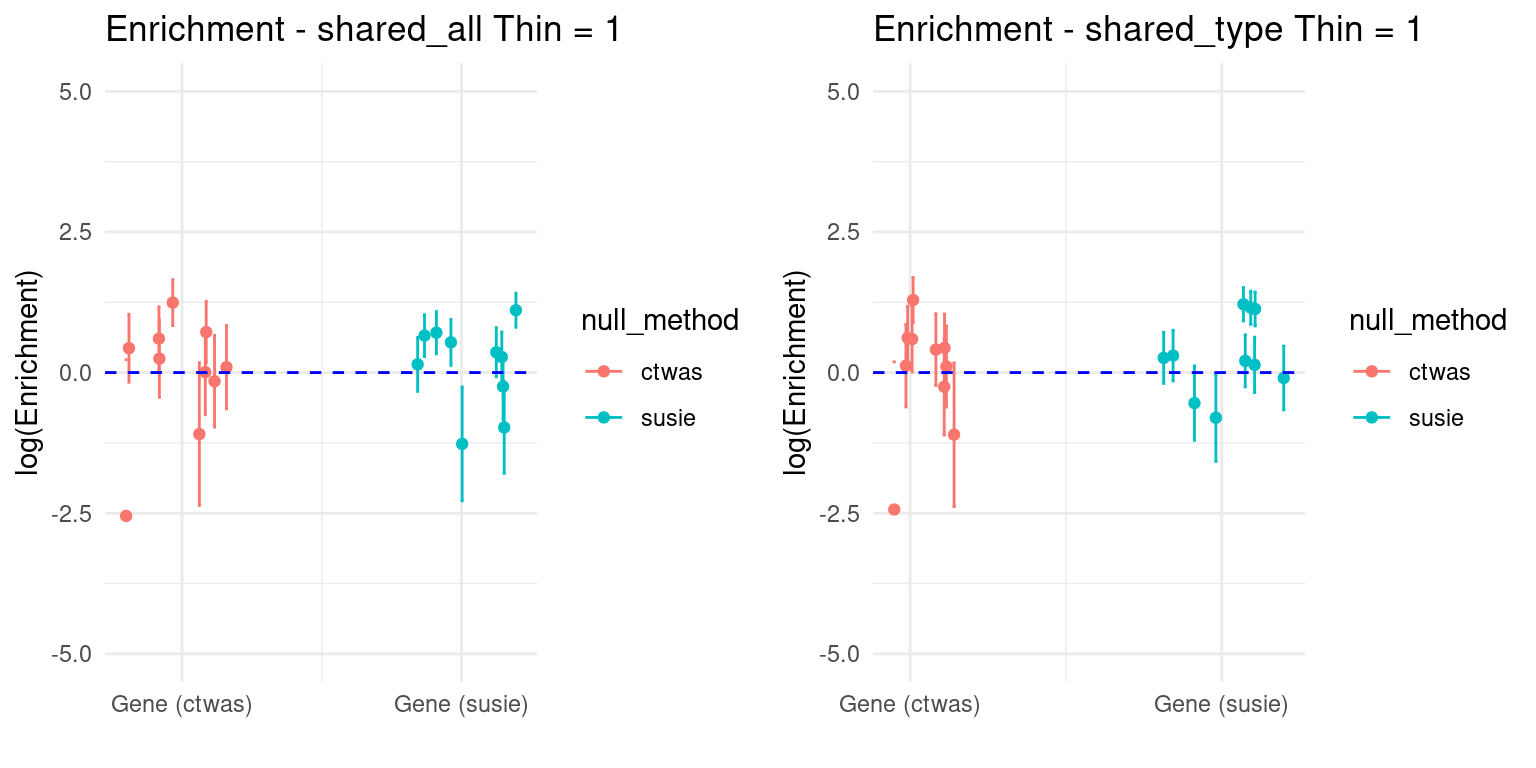 Enrichment - shared_all Thin = 1
log(Enrichment)
5.0
2.5
0.0
-2.5
-5.0
Gene (ctwas)
Gene (susie)
null_method
ctwas
susie
Enrichment - shared_type Thin = 1
log(Enrichment)
5.0
2.5
0.0
-2.5
-5.0
Gene (ctwas)
Gene (susie)
null_method
ctwas
susie